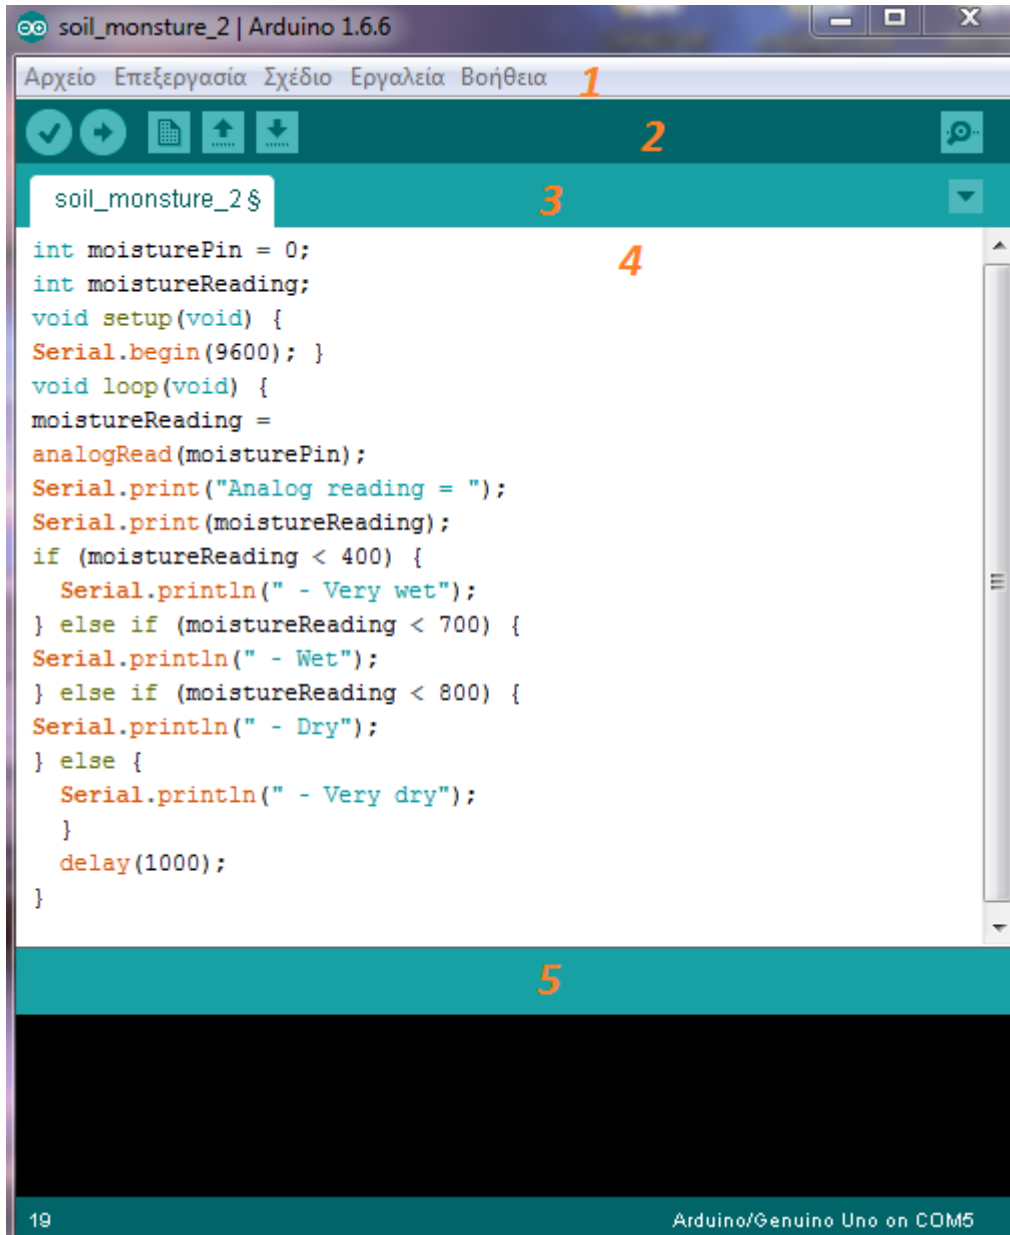 soil_monsture_2 | Arduino 1.6.6
Αρχείο Επεξεργασία Σχέδιο Εργαλεία Βοήθεια 1
2
soil_monsture_2 § 3
4
int moisturePin = 0;
int moistureReading;
void setup(void) {
Serial.begin(9600); }
void loop(void) {
moistureReading =
analogRead(moisturePin);
Serial.print("Analog reading = ");
Serial.print(moistureReading);
if (moistureReading < 400) {
  Serial.println(" - Very wet");
} else if (moistureReading < 700) {
Serial.println(" - Wet");
} else if (moistureReading < 800) {
Serial.println(" - Dry");
} else {
  Serial.println(" - Very dry");
  }
  delay(1000);
}
5
19 Arduino/Genuino Uno on COM5